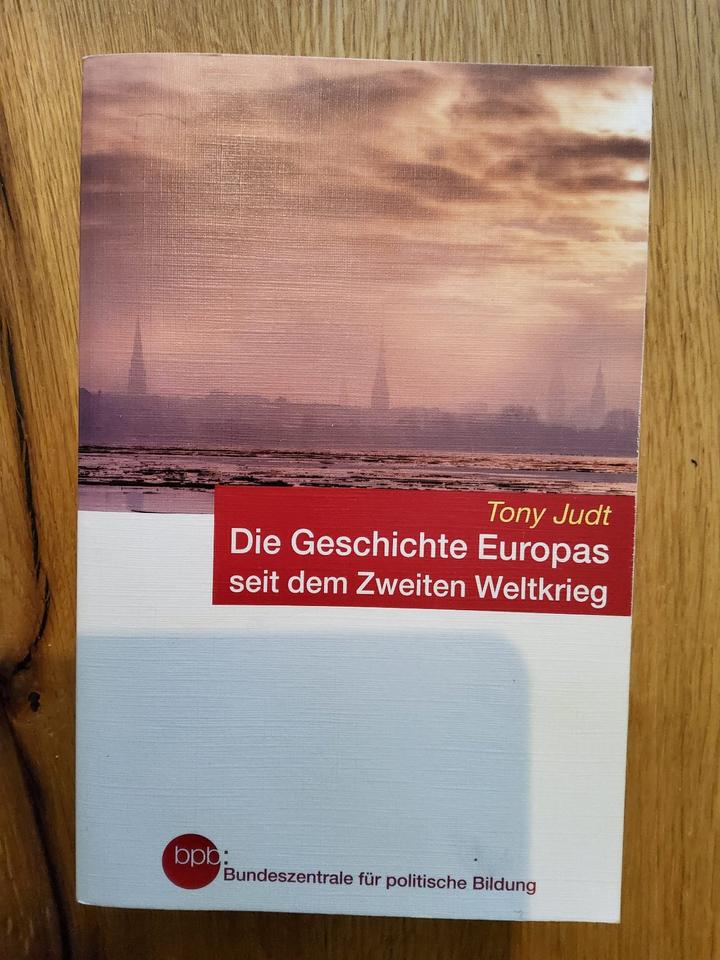 Tony Judt
Die Geschichte Europas
seit dem Zweiten Weltkrieg
bpb:
Bundeszentrale für politische Bildung